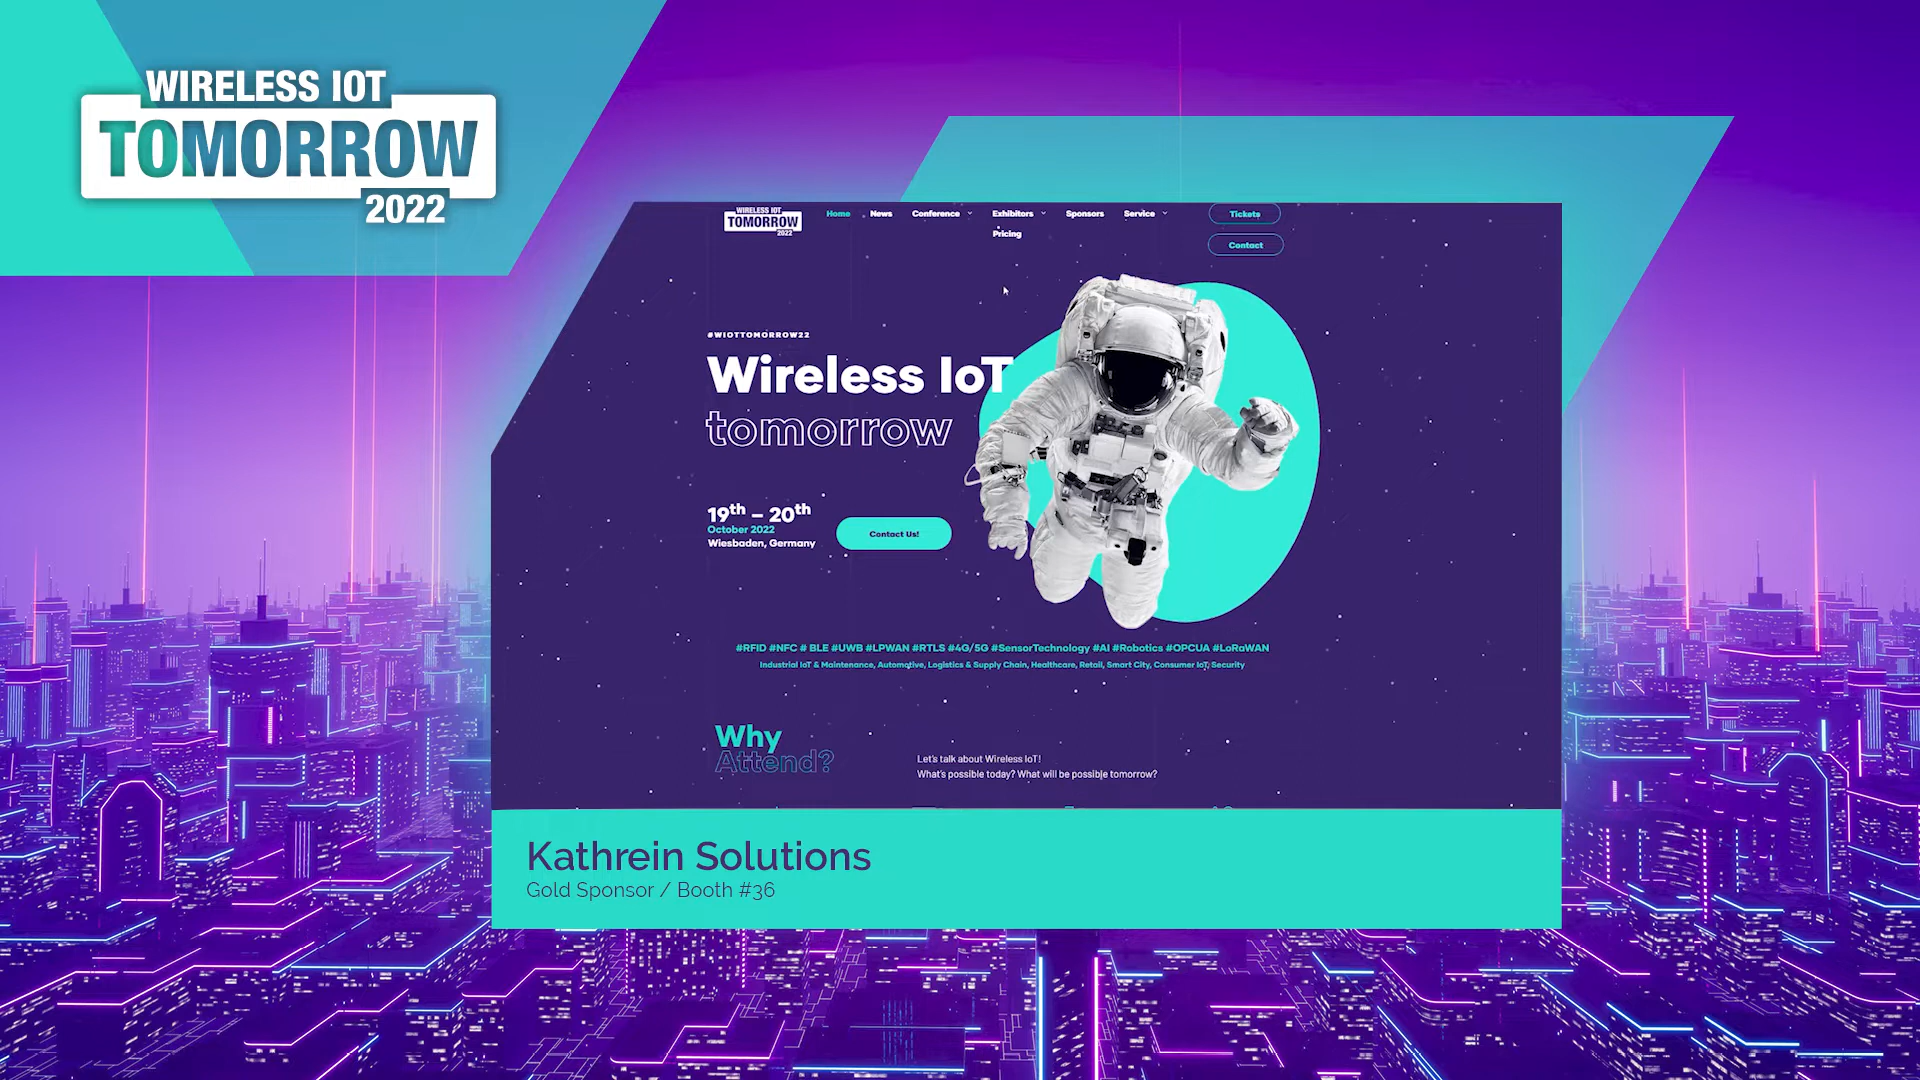 WIRELESS IOT
TOMORROW
2022
WIRELESS IOT
TOMORROW
2022
Home News Conference Exhibitors Sponsors Service Tickets
Pricing
Contact
#WIOTTOMORROW22
Wireless IoT
tomorrow
19th – 20th
October 2022
Wiesbaden, Germany
Contact Us!
#RFID #NFC # BLE #UWB #LPWAN #RTLS #4G/5G #SensorTechnology #AI #Robotics #OPCUA #LoRaWAN
Industrial IoT & Maintenance, Automotive, Logistics & Supply Chain, Healthcare, Retail, Smart City, Consumer IoT, Security
Why
Attend?
Let's talk about Wireless IoT!
What's possible today? What will be possible tomorrow?
Kathrein Solutions
Gold Sponsor / Booth #36